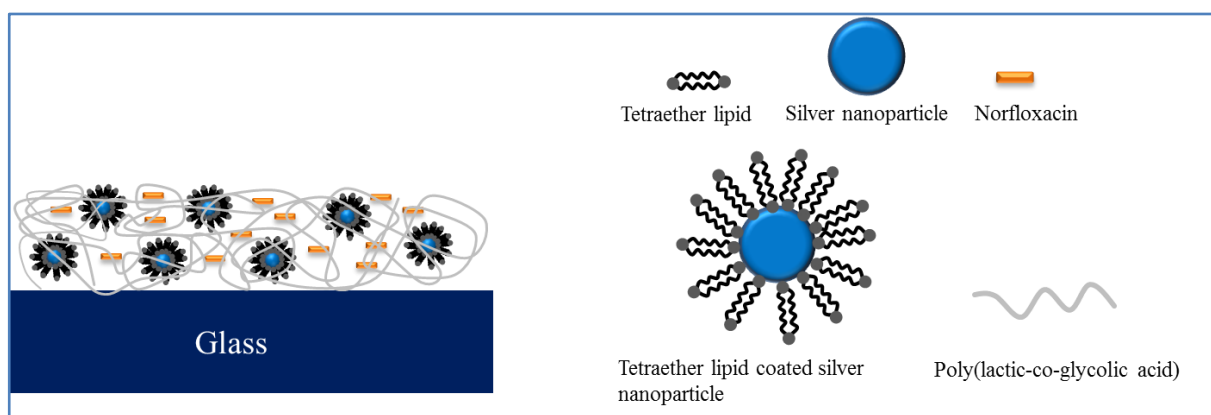 Tetraether lipid
Silver nanoparticle
Norfloxacin
Glass
Tetraether lipid coated silver
nanoparticle
Poly(lactic-co-glycolic acid)